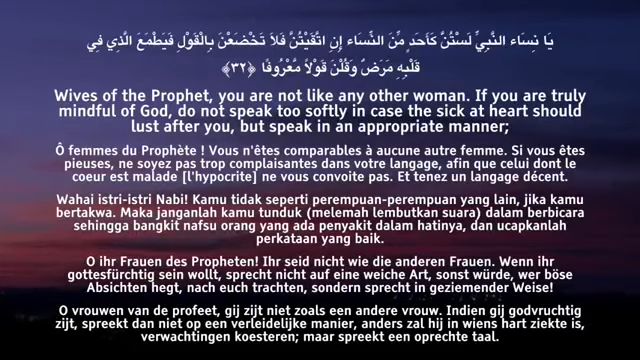 يَا نِسَاء النَّبِيِّ لَسْتُنَّ كَأَحَدٍ مِّنَ النِّسَاء إِنِ اتَّقَيْتُنَّ فَلَا تَخْضَعْنَ بِالْقَوْلِ فَيَطْمَعَ الَّذِي فِي
قَلْبِهِ مَرَضٌ وَقُلْنَ قَوْلًا مَّعْرُوفًا ﴿٣٢﴾
Wives of the Prophet, you are not like any other woman. If you are truly
mindful of God, do not speak too softly in case the sick at heart should
lust after you, but speak in an appropriate manner;
Ô femmes du Prophète ! Vous n'êtes comparables à aucune autre femme. Si vous êtes
pieuses, ne soyez pas trop complaisantes dans votre langage, afin que celui dont le
coeur est malade [l'hypocrite] ne vous convoite pas. Et tenez un langage décent.
Wahai istri-istri Nabi! Kamu tidak seperti perempuan-perempuan yang lain, jika kamu
bertakwa. Maka janganlah kamu tunduk (melemah lembutkan suara) dalam berbicara
sehingga bangkit nafsu orang yang ada penyakit dalam hatinya, dan ucapkanlah
perkataan yang baik.
O ihr Frauen des Propheten! Ihr seid nicht wie die anderen Frauen. Wenn ihr
gottesfürchtig sein wollt, sprecht nicht auf eine weiche Art, sonst würde, wer böse
Absichten hegt, nach euch trachten, sondern sprecht in geziemender Weise!
O vrouwen van de profeet, gij zijt niet zoals een andere vrouw. Indien gij godvruchtig
zijt, spreekt dan niet op een verleidelijke manier, anders zal hij in wiens hart ziekte is,
verwachtingen koesteren; maar spreekt een oprechte taal.